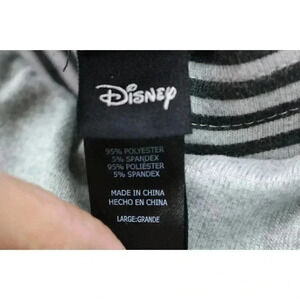 Disney
95% POLYESTER
5% SPANDEX
95% POLIÉSTER
5% SPANDEX
MADE IN CHINA
HECHO EN CHINA
LARGE:GRANDE